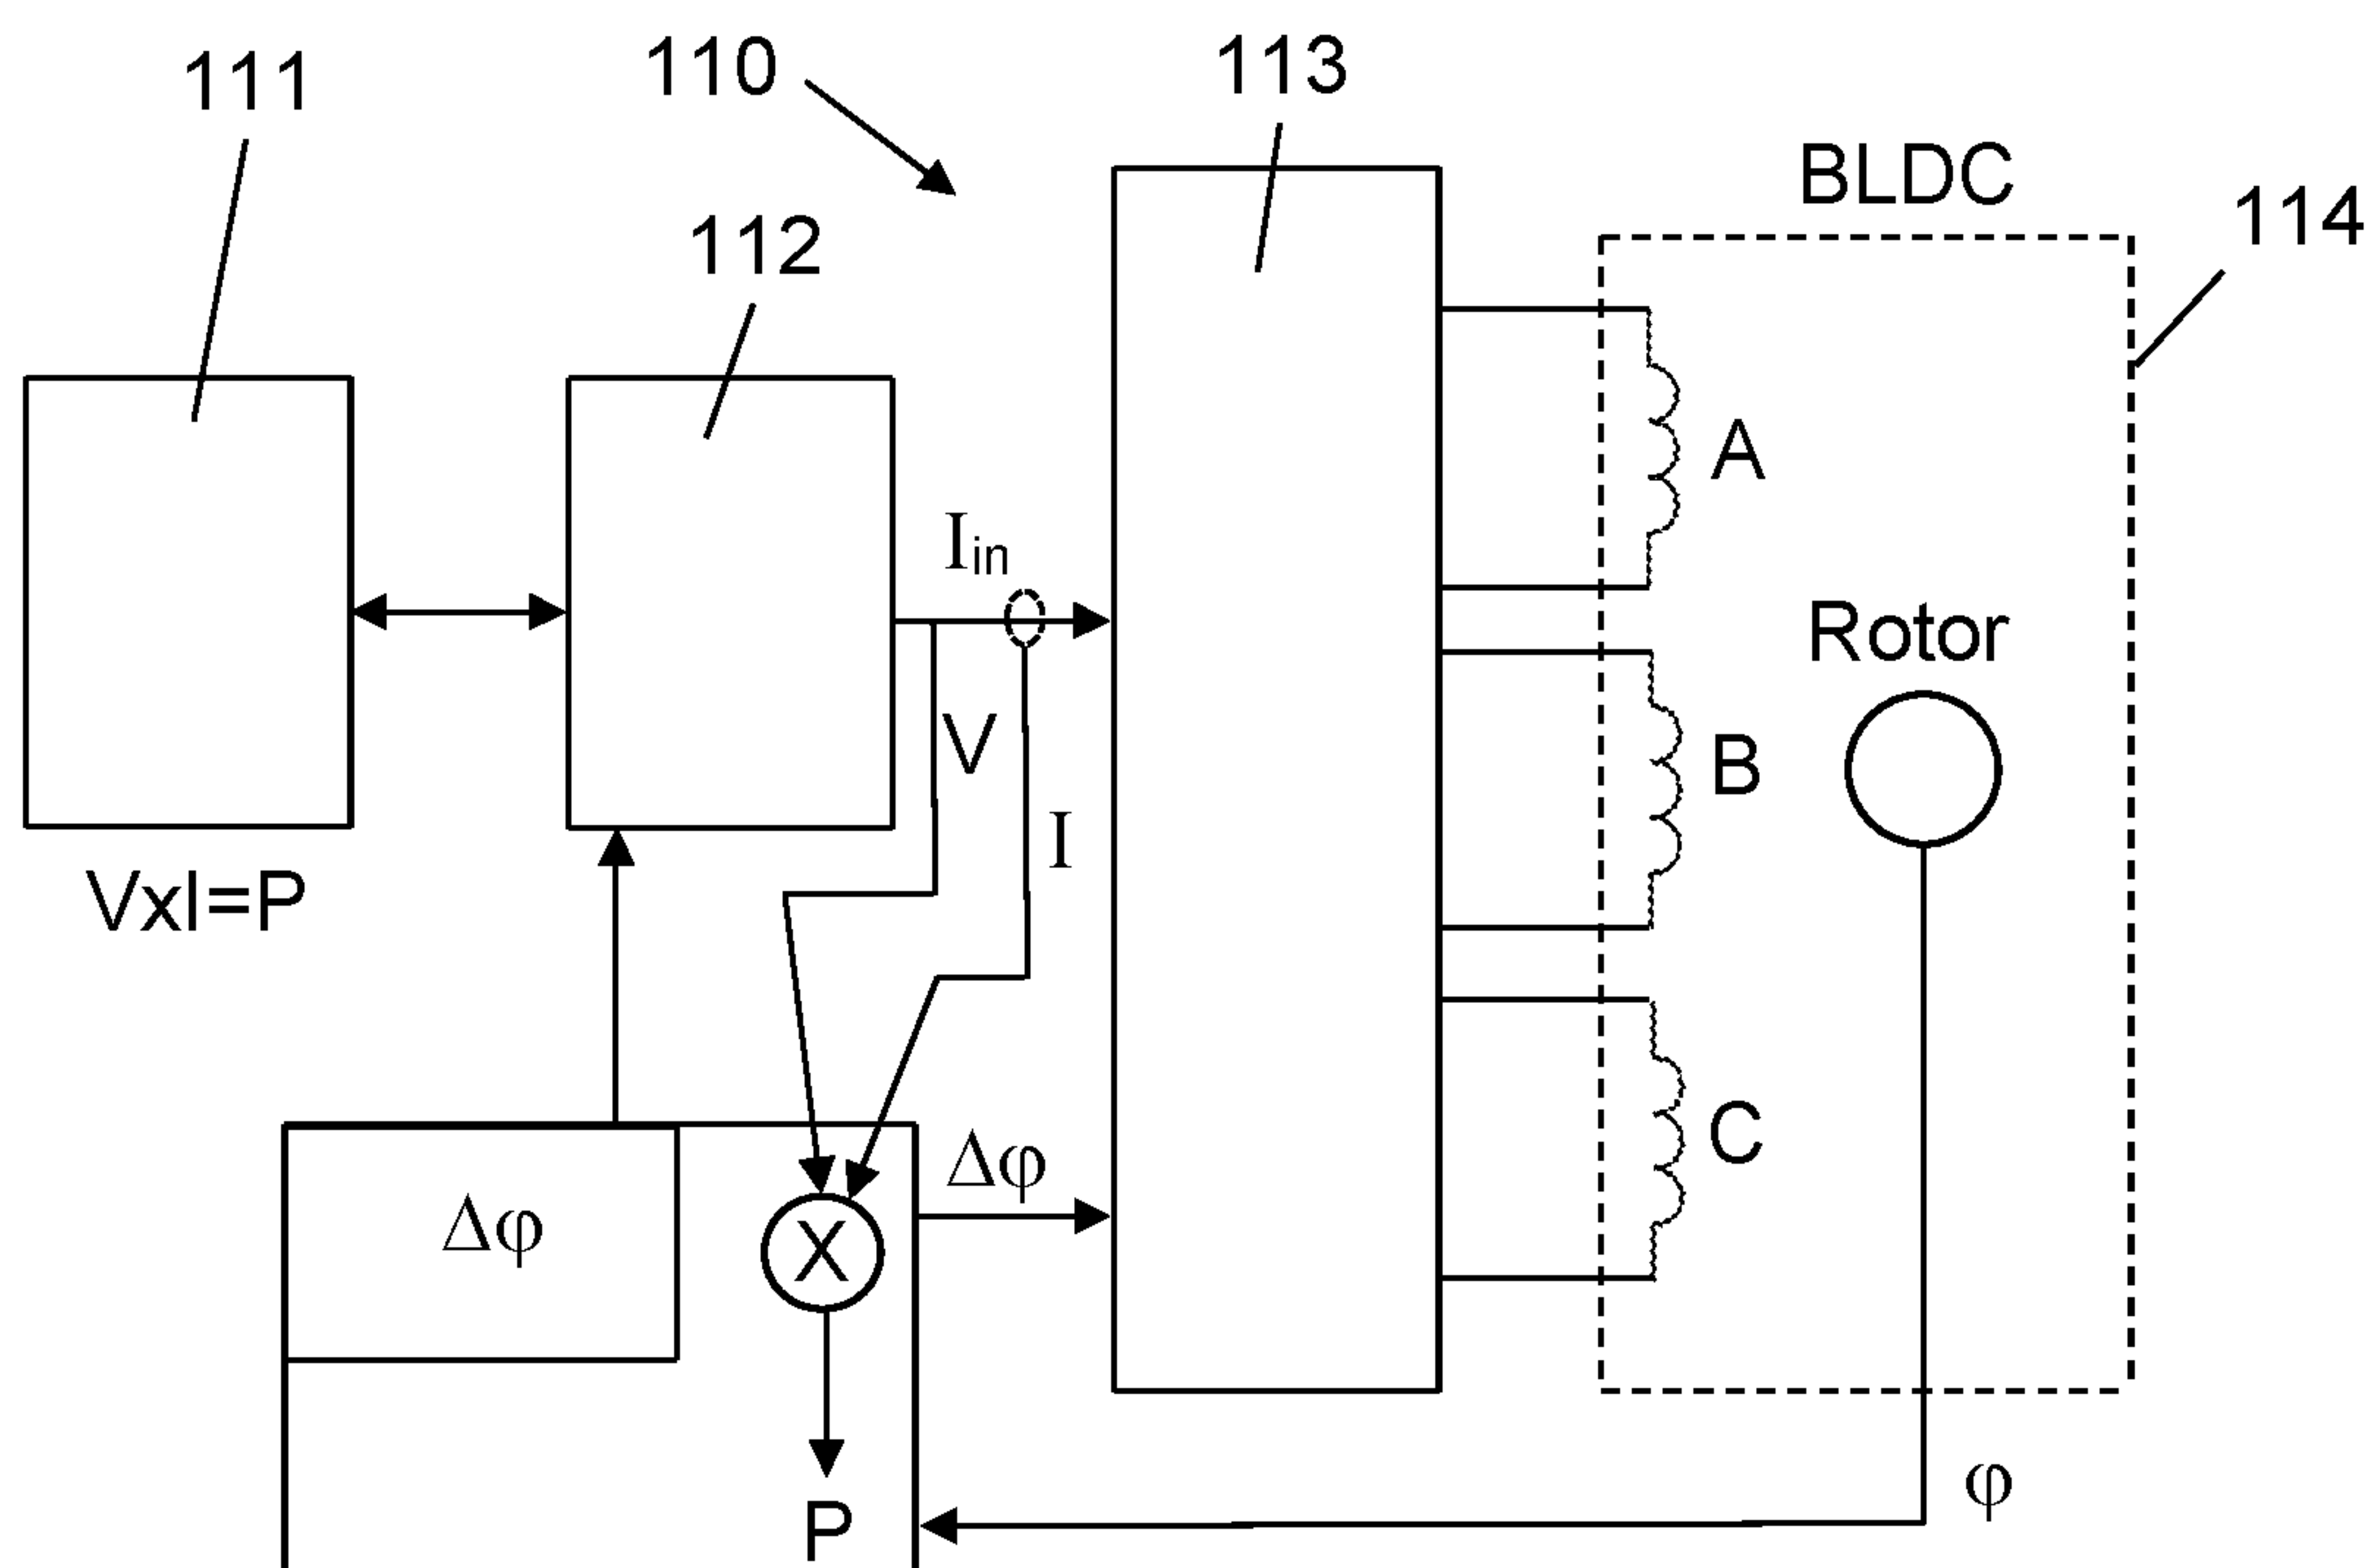 111
110
113
BLDC
114
112
Iin
A
Rotor
V
B
I
VxI=P
C
Δφ
Δφ
X
φ
P